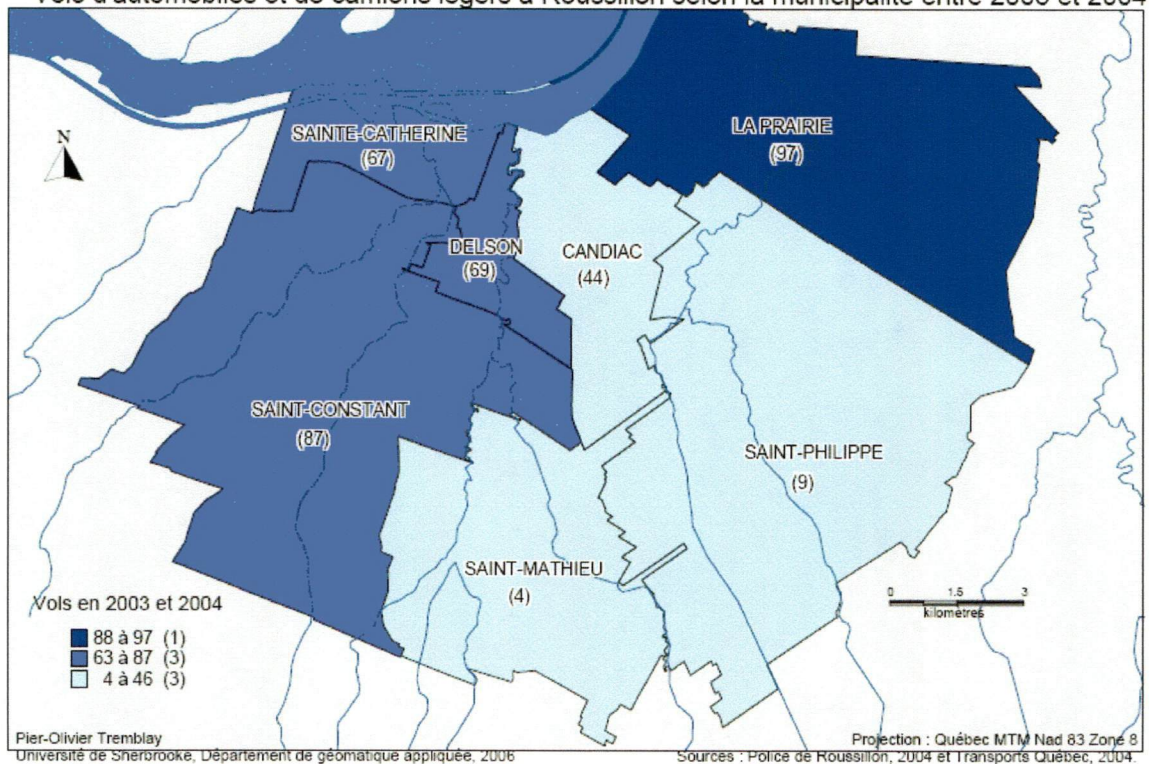 Vols d'automobiles et de camions légers à Roussillon selon la municipalité entre 2003 et 2004
N
SAINTE-CATHERINE
(67)
LA PRAIRIE
(97)
DELSON
(69)
CANDIAC
(44)
SAINT-CONSTANT
(87)
SAINT-PHILIPPE
(9)
SAINT-MATHIEU
(4)
0 1.5 3
kilomètres
Vols en 2003 et 2004
88 à 97 (1)
63 à 87 (3)
4 à 46 (3)
Pier-Olivier Tremblay
Université de Sherbrooke, Département de géomatique appliquée, 2006
Projection : Québec MTM Nad 83 Zone 8
Sources : Police de Roussillon, 2004 et Transports Québec, 2004.